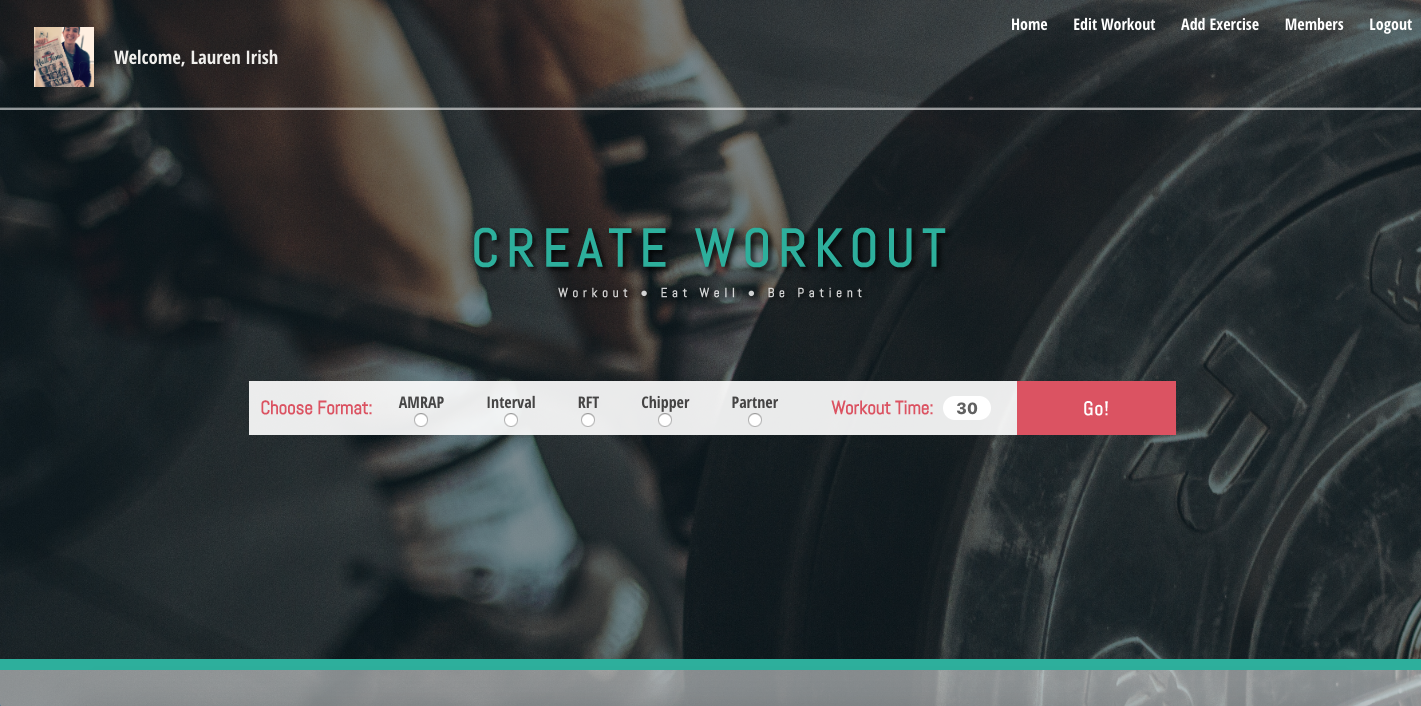 Home Edit Workout Add Exercise Members Logout
Welcome, Lauren Irish
CREATE WORKOUT
Workout ● Eat Well ● Be Patient
Choose Format: AMRAP Interval RFT Chipper Partner Workout Time: 30 Go!